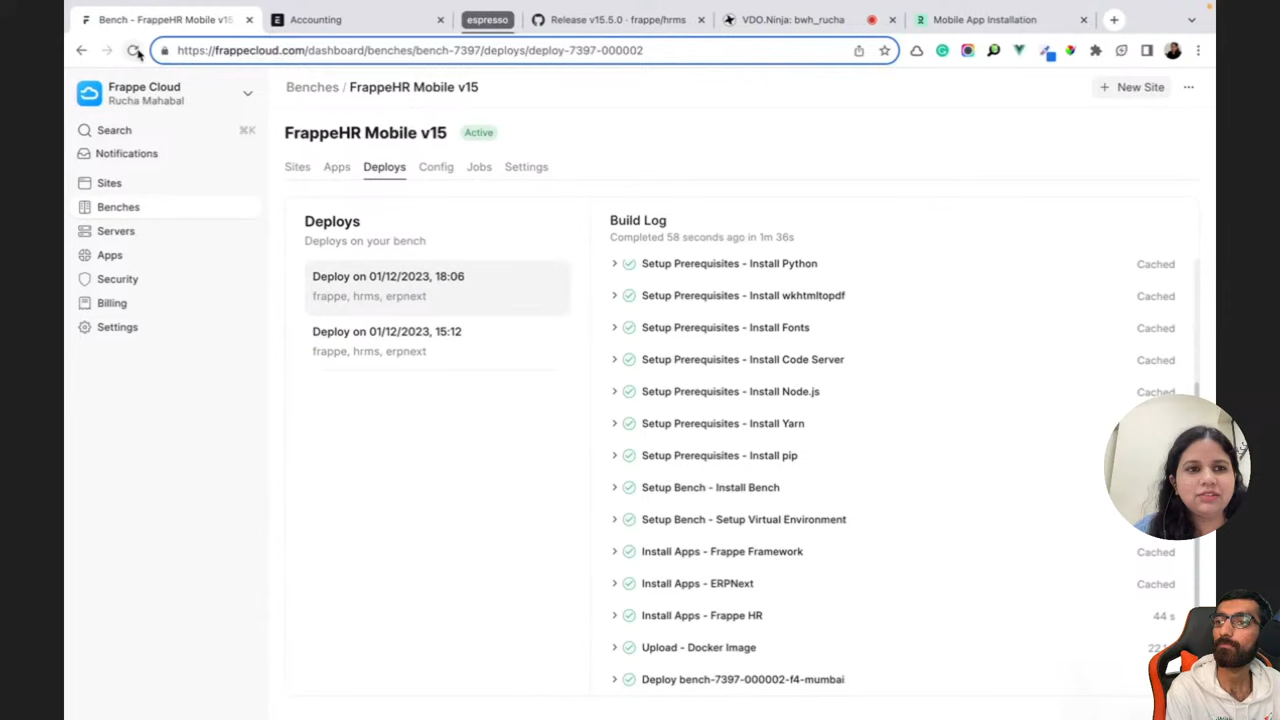 Bench - FrappeHR Mobile v15
Accounting
espresso
Release v15.5.0 · frappe/hrms
VDO.Ninja: bwh_rucha
Mobile App Installation
https://frappecloud.com/dashboard/benches/bench-7397/deploys/deploy-7397-000002
Frappe Cloud
Rucha Mahabal
Search ⌘K
Notifications
Sites
Benches
Servers
Apps
Security
Billing
Settings
Benches / FrappeHR Mobile v15
+ New Site
FrappeHR Mobile v15 Active
Sites Apps Deploys Config Jobs Settings
Deploys
Deploys on your bench
Deploy on 01/12/2023, 18:06
frappe, hrms, erpnext
Deploy on 01/12/2023, 15:12
frappe, hrms, erpnext
Build Log
Completed 58 seconds ago in 1m 36s
Setup Prerequisites - Install Python Cached
Setup Prerequisites - Install wkhtmltopdf Cached
Setup Prerequisites - Install Fonts Cached
Setup Prerequisites - Install Code Server Cached
Setup Prerequisites - Install Node.js Cached
Setup Prerequisites - Install Yarn
Setup Prerequisites - Install pip
Setup Bench - Install Bench
Setup Bench - Setup Virtual Environment
Install Apps - Frappe Framework Cached
Install Apps - ERPNext Cached
Install Apps - Frappe HR 44 s
Upload - Docker Image
Deploy bench-7397-000002-f4-mumbai